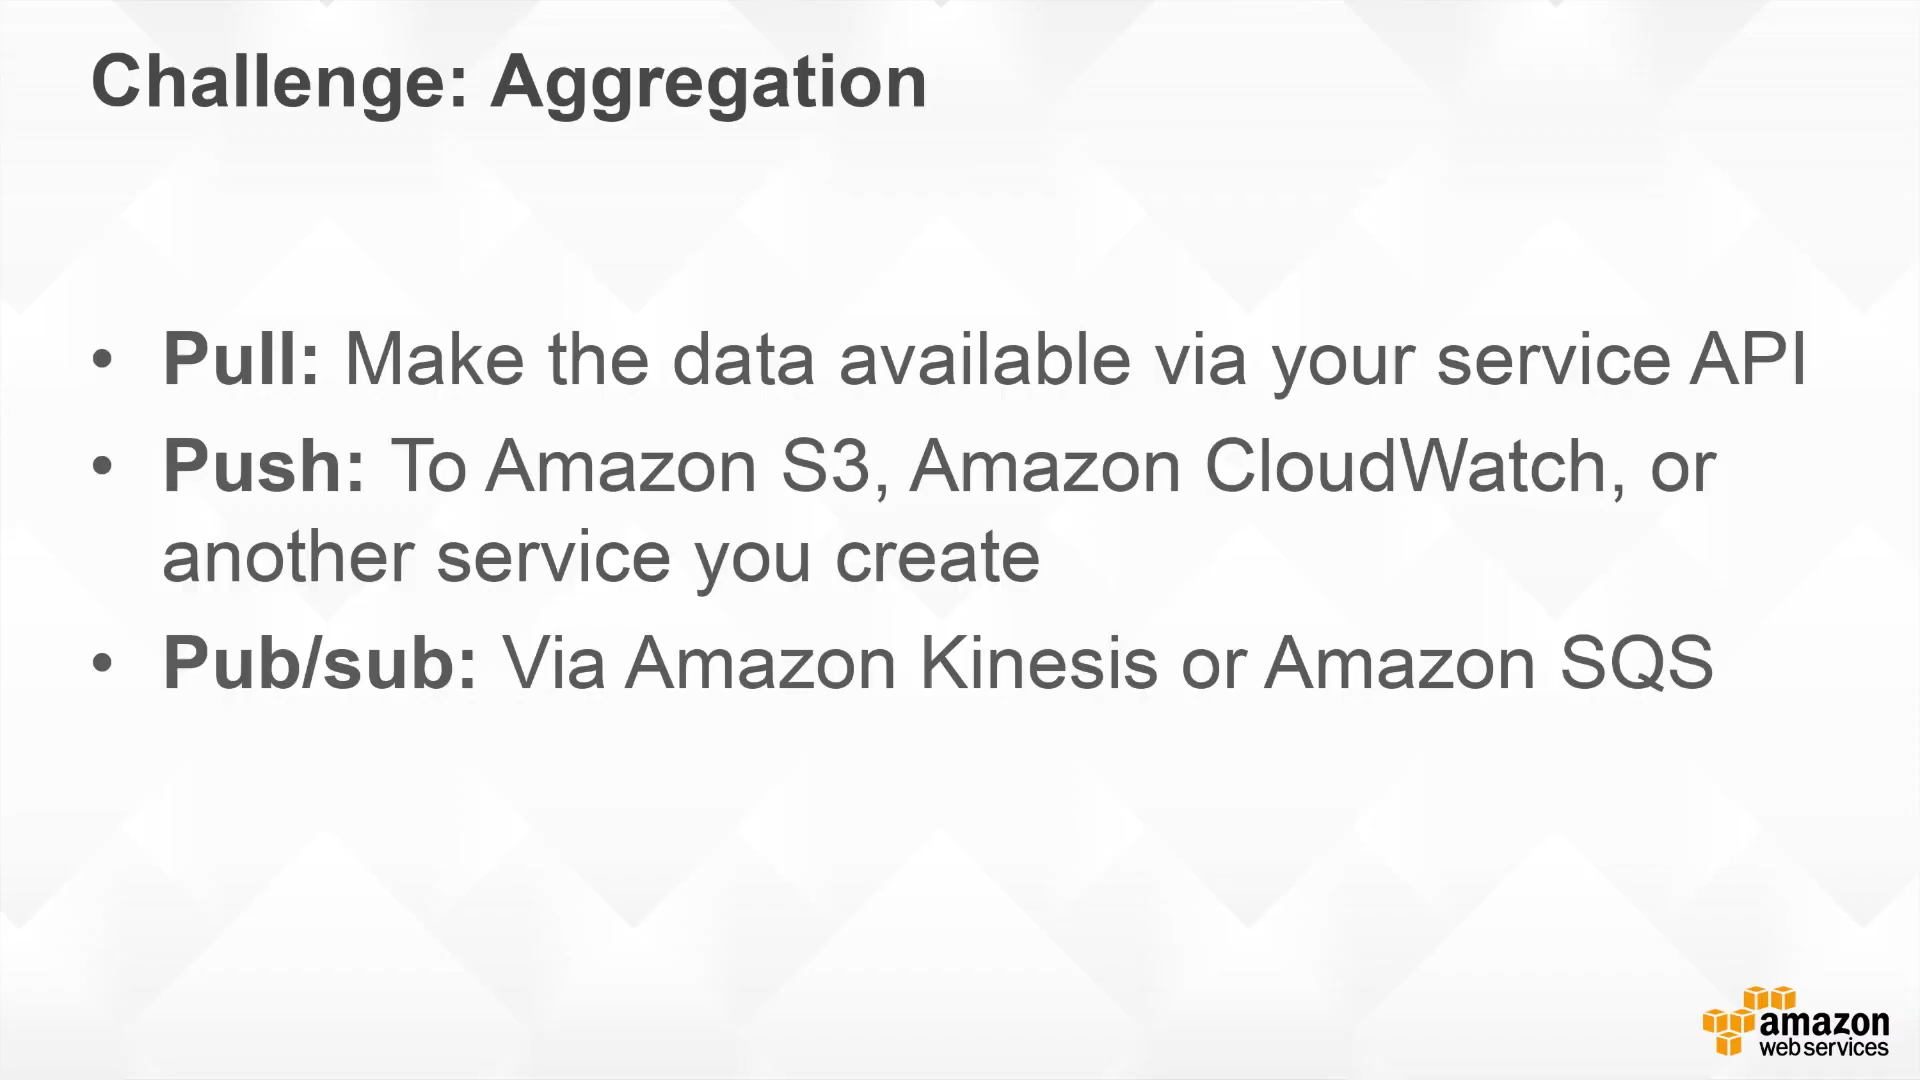 Challenge: Aggregation
• Pull: Make the data available via your service API
• Push: To Amazon S3, Amazon CloudWatch, or
another service you create
• Pub/sub: Via Amazon Kinesis or Amazon SQS
amazon
web services